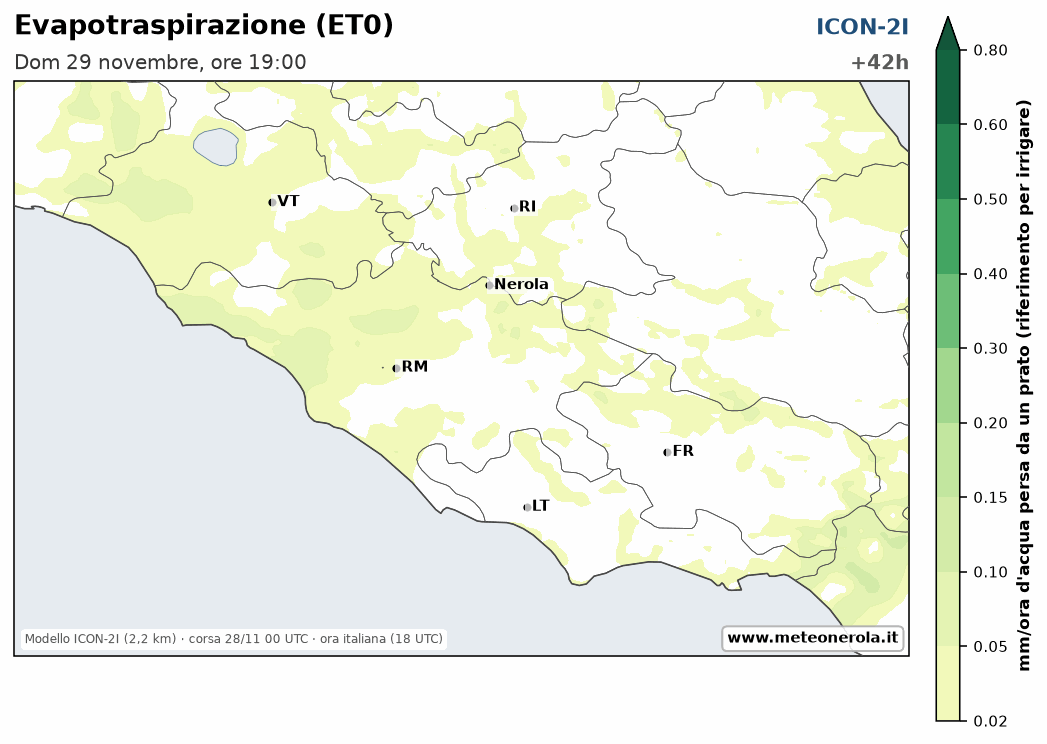 Evapotraspirazione (ET0)
ICON-2I
Dom 29 novembre, ore 19:00
+42h
VT
RI
Nerola
RM
FR
LT
Modello ICON-2I (2,2 km) · corsa 28/11 00 UTC · ora italiana (18 UTC)
www.meteonerola.it
0.80
0.60
0.50
0.40
0.30
0.20
0.15
0.10
0.05
0.02
mm/ora d'acqua persa da un prato (riferimento per irrigare)